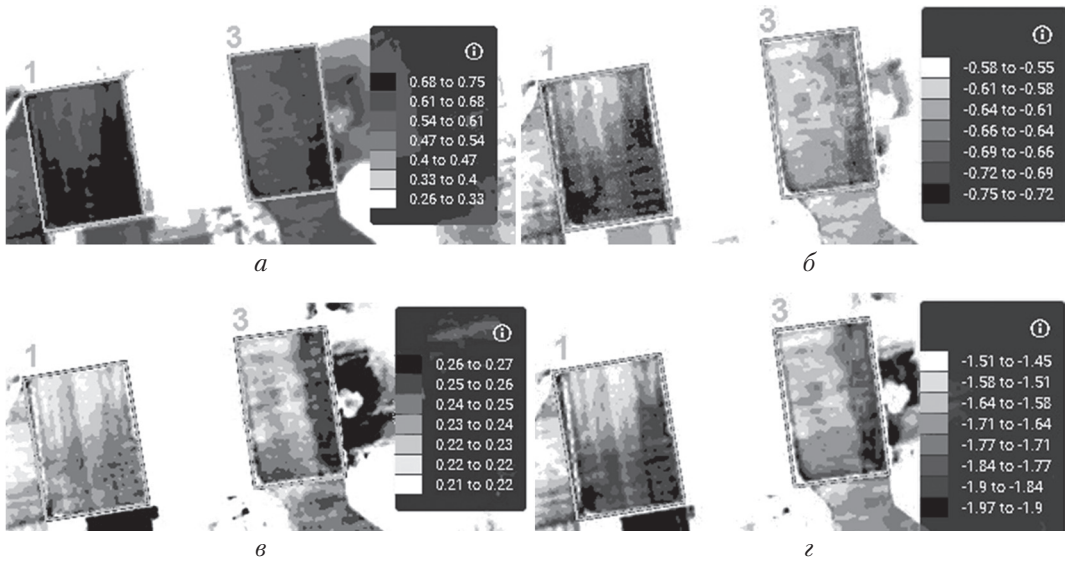 1
3
0.68 to 0.75
0.61 to 0.68
0.54 to 0.61
0.47 to 0.54
0.4 to 0.47
0.33 to 0.4
0.26 to 0.33
а
1
3
-0.58 to -0.55
-0.61 to -0.58
-0.64 to -0.61
-0.66 to -0.64
-0.69 to -0.66
-0.72 to -0.69
-0.75 to -0.72
б
1
3
0.26 to 0.27
0.25 to 0.26
0.24 to 0.25
0.23 to 0.24
0.22 to 0.23
0.22 to 0.22
0.21 to 0.22
в
1
3
-1.51 to -1.45
-1.58 to -1.51
-1.64 to -1.58
-1.71 to -1.64
-1.77 to -1.71
-1.84 to -1.77
-1.9 to -1.84
-1.97 to -1.9
г